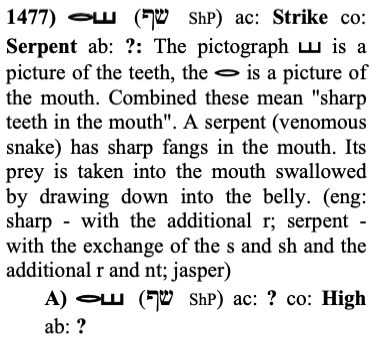 1477) (שף ShP) ac: Strike co:
Serpent ab: ?: The pictograph is a
picture of the teeth, the is a picture of
the mouth. Combined these mean "sharp
teeth in the mouth". A serpent (venomous
snake) has sharp fangs in the mouth. Its
prey is taken into the mouth swallowed
by drawing down into the belly. (eng:
sharp - with the additional r; serpent -
with the exchange of the s and sh and the
additional r and nt; jasper)
A) (שף ShP) ac: ? co: High
ab: ?